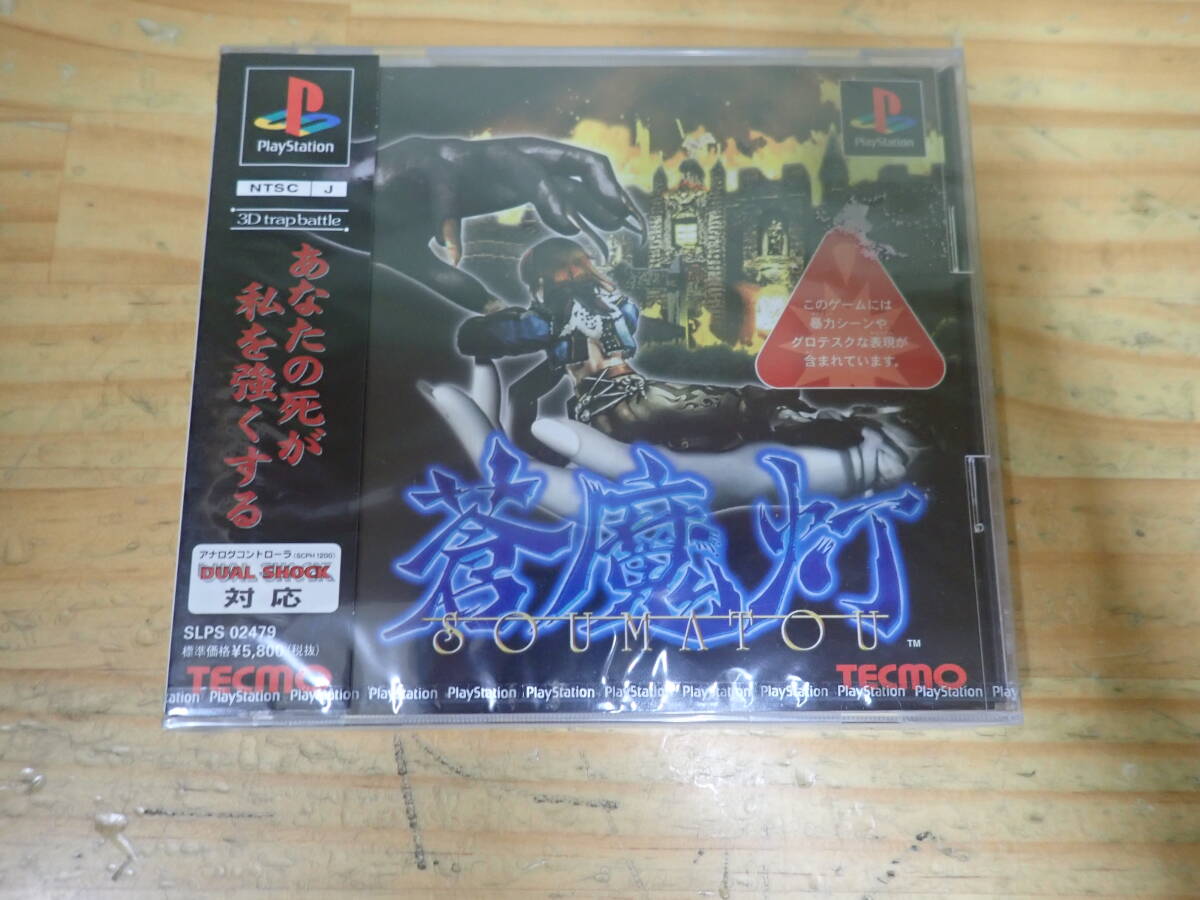 PlayStation
NTSC J
3D trap battle
あなたの死が
私を強くする
アナログコントローラ(SCPH 1200)
DUAL SHOCK
対応
SLPS 02479
標準価格¥5,800(税抜)
TECMO
PlayStation
このゲームには
暴力シーンや
グロテスクな表現が
含まれています。
蒼魔灯
SOUMATOU™
TECMO
ation PlayStation PlayStation PlayStation PlayStation PlayStation PlayStation PlayStation PlayStation PlayStation PlayStation Pla